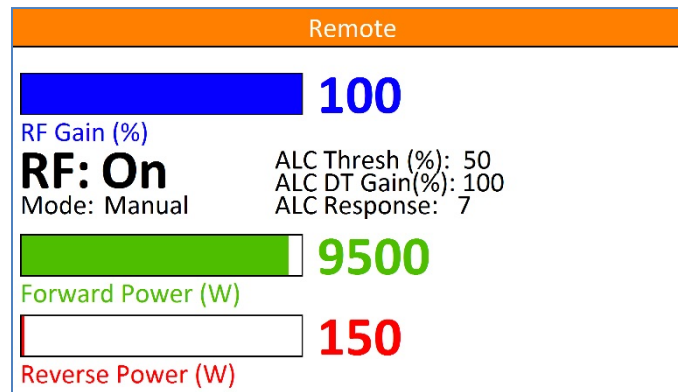 Remote
100
RF Gain (%)
RF: On
Mode: Manual
ALC Thresh (%): 50
ALC DT Gain(%): 100
ALC Response: 7
9500
Forward Power (W)
150
Reverse Power (W)